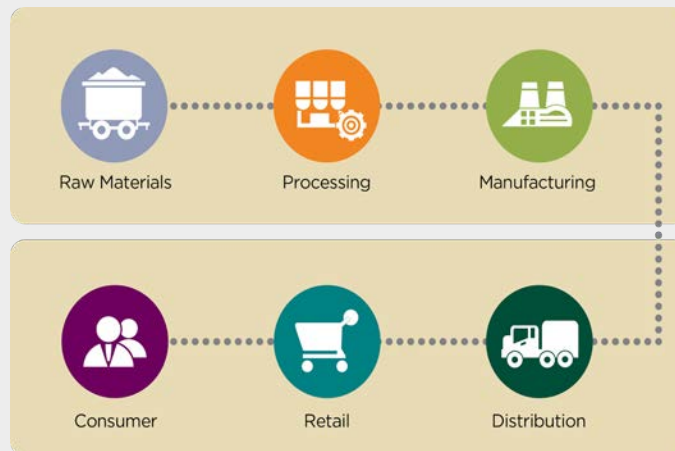 Raw Materials
Processing
Manufacturing
Consumer
Retail
Distribution